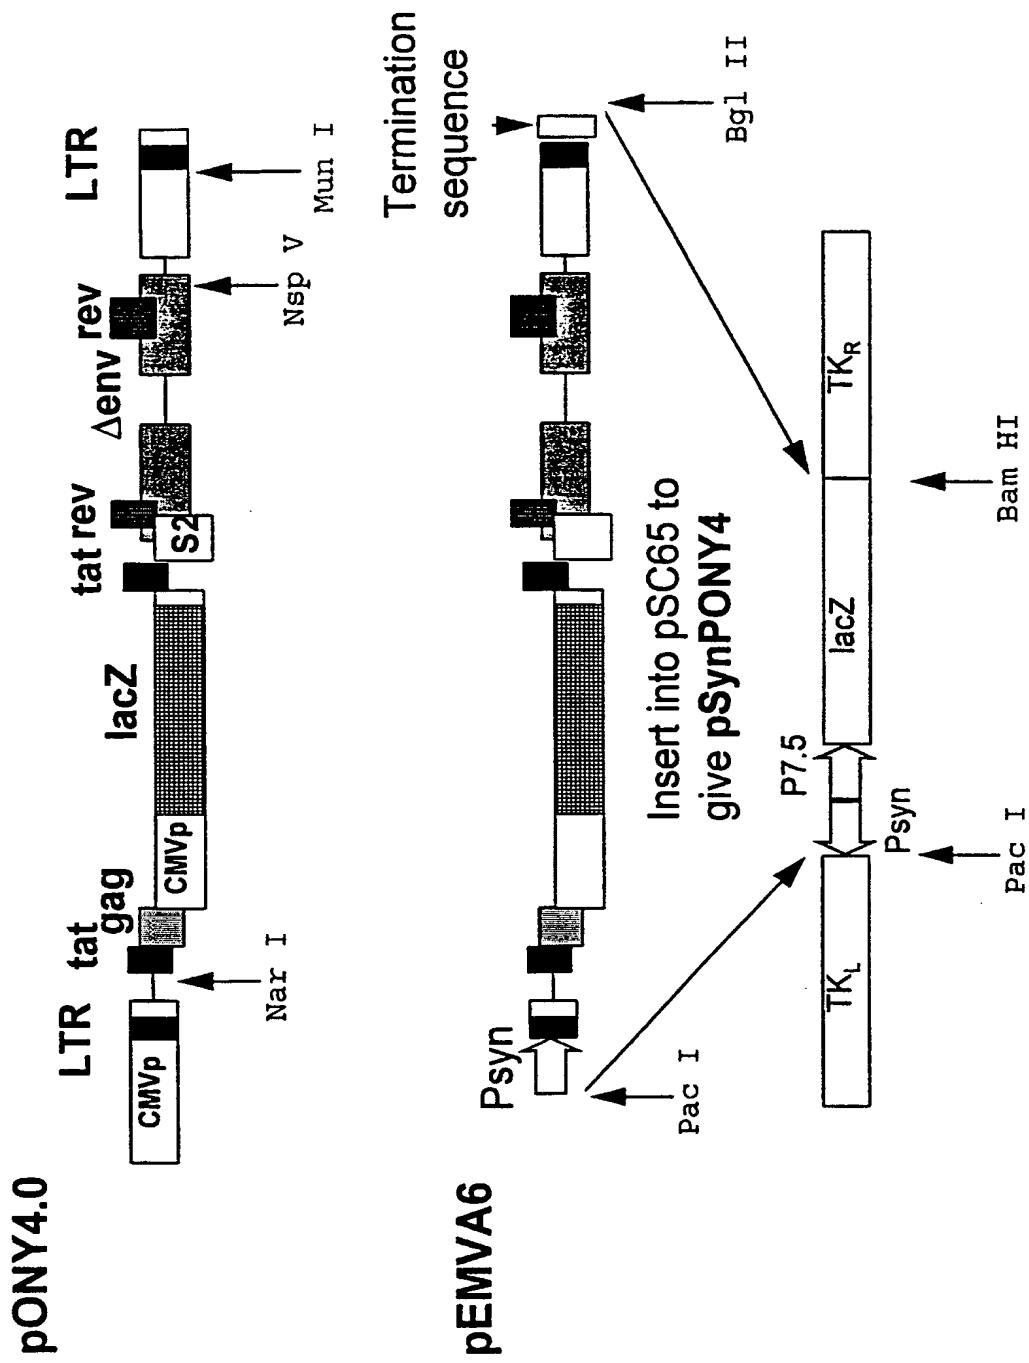 pONY4.0
LTR
tat
gag
lacZ
tat
rev
Δenv
rev
LTR
CMVp
CMVp
S2
Nar I
Nsp V
Mun I
pEMVA6
Psyn
Termination
sequence
Pac I
Bgl II
Insert into pSC65 to
give pSynPONY4
P7.5
TKL
Psyn
lacZ
TKR
Pac I
Bam HI